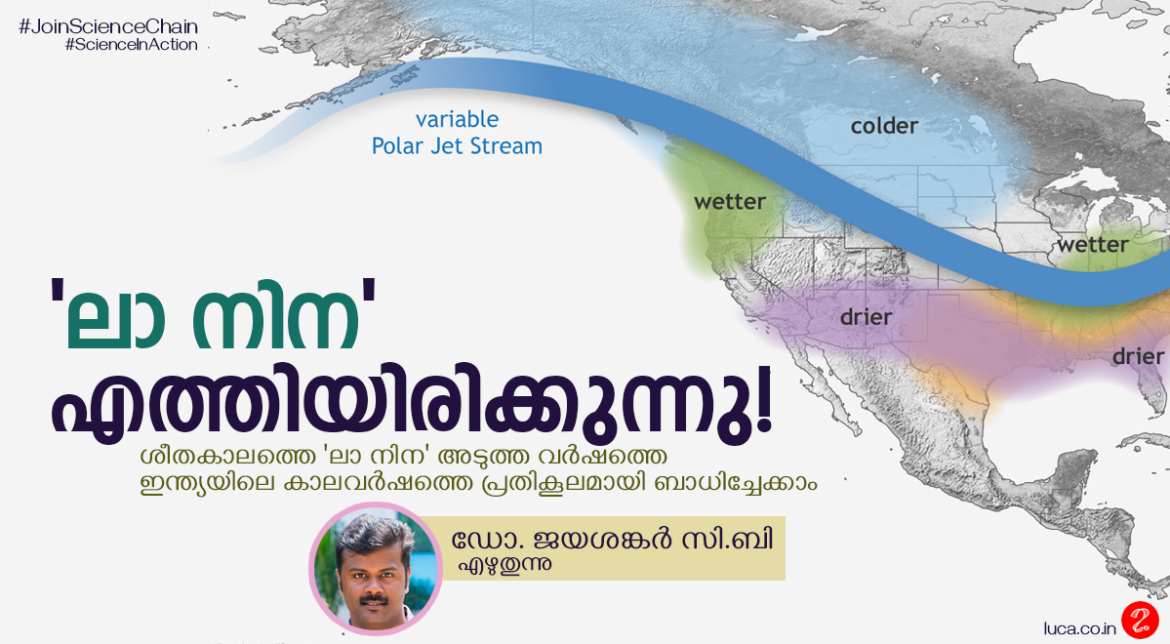 #JoinScienceChain
#ScienceInAction
variable
Polar Jet Stream
colder
wetter
wetter
drier
drier
'ലാ നിന'
എത്തിയിരിക്കുന്നു!
ശീതകാലത്തെ 'ലാ നിന' അടുത്ത വർഷത്തെ
ഇന്ത്യയിലെ കാലവർഷത്തെ പ്രതികൂലമായി ബാധിച്ചേക്കാം
ഡോ. ജയശങ്കർ സി.ബി
എഴുതുന്നു
luca.co.in